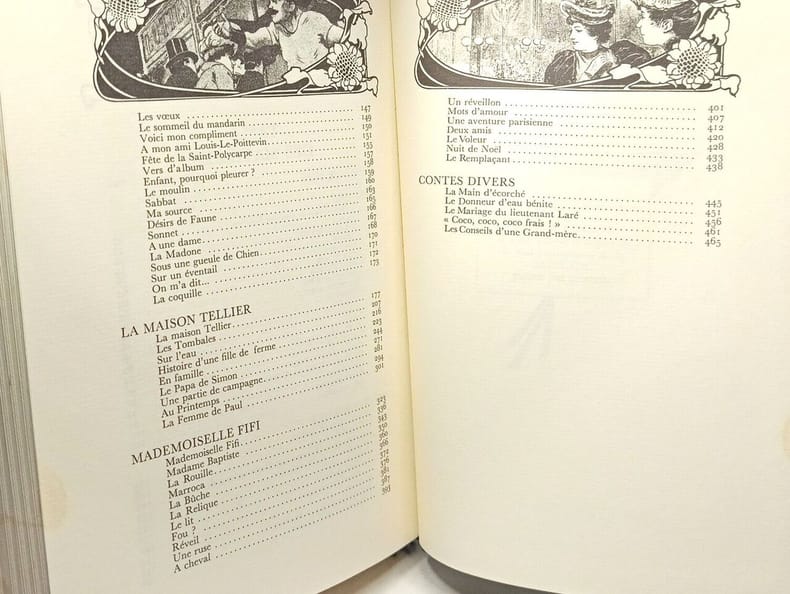 Les vœux 147
Le sommeil du mandarin 149
Voici mon compliment 150
A mon ami Louis-Le-Poittevin 151
Fête de la Saint-Polycarpe 155
Vers d'album 157
Enfant, pourquoi pleurer ? 158
Le moulin 159
Sabbat 160
Ma source 163
Désirs de Faune 165
Sonnet 166
A une dame 167
La Madone 168
Sous une gueule de Chien 170
Sur un éventail 171
On m'a dit... 172
La coquille 173
LA MAISON TELLIER
La maison Tellier 177
Les Tombales 207
Sur l'eau 216
Histoire d'une fille de ferme 223
En famille 244
Le Papa de Simon 271
Une partie de campagne 281
Au Printemps 294
La Femme de Paul 301
MADEMOISELLE FIFI
Mademoiselle Fifi 323
Madame Baptiste 336
La Rouille 343
Marroca 350
La Bûche 360
La Relique 366
Le lit 372
Fou ? 376
Réveil 381
Une ruse 387
A cheval 393
Un réveillon 401
Mots d'amour 407
Une aventure parisienne 412
Deux amis 420
Le Voleur 428
Nuit de Noël 433
Le Remplaçant 438
CONTES DIVERS
La Main d'écorché 445
Le Donneur d'eau bénite 451
Le Mariage du lieutenant Laré 456
« Coco, coco, coco frais ! » 461
Les Conseils d'une Grand-mère 465